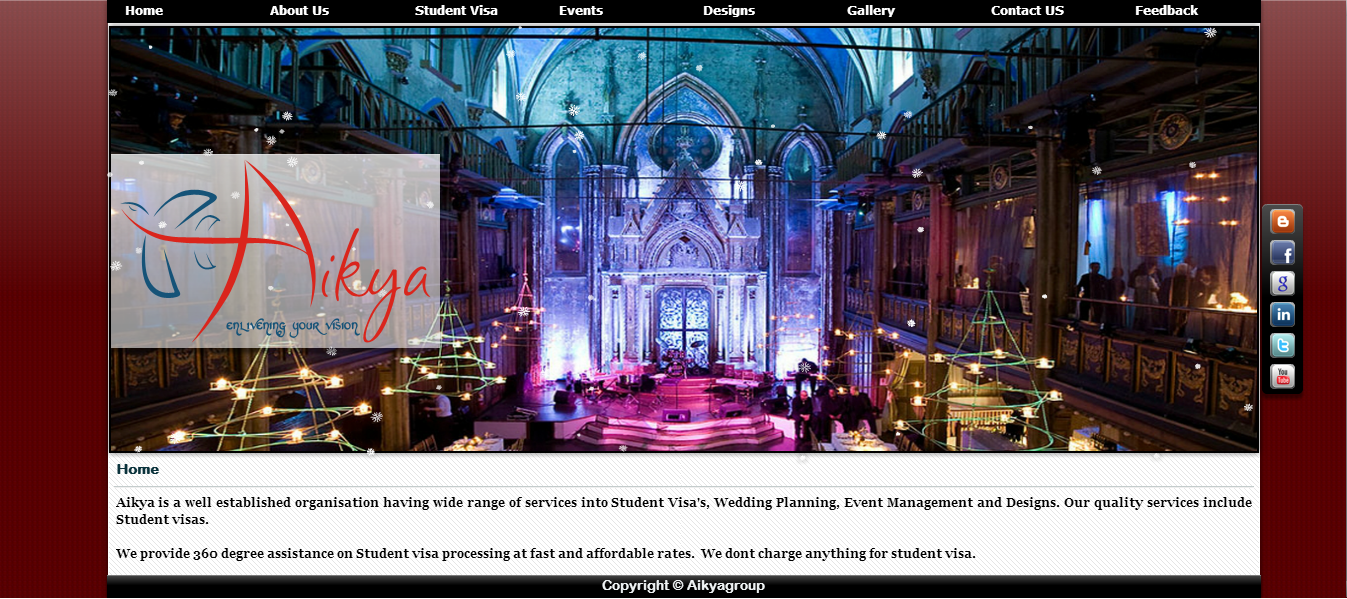 Home About Us Student Visa Events Designs Gallery Contact US Feedback
Aikya
ENLIVENING YOUR VISION
in
You
Tube
Home
Aikya is a well established organisation having wide range of services into Student Visa's, Wedding Planning, Event Management and Designs. Our quality services include
Student visas.
We provide 360 degree assistance on Student visa processing at fast and affordable rates. We dont charge anything for student visa.
Copyright © Aikyagroup